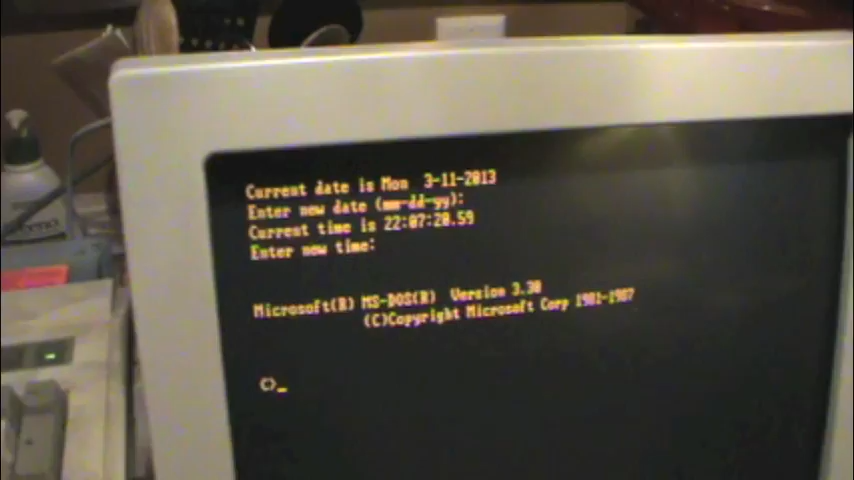 Current date is Mon 3-11-2013
Enter new date (mm-dd-yy):
Current time is 22:07:20.59
Enter new time:
Microsoft(R) MS-DOS(R) Version 3.30
(C)Copyright Microsoft Corp 1981-1987
C>_